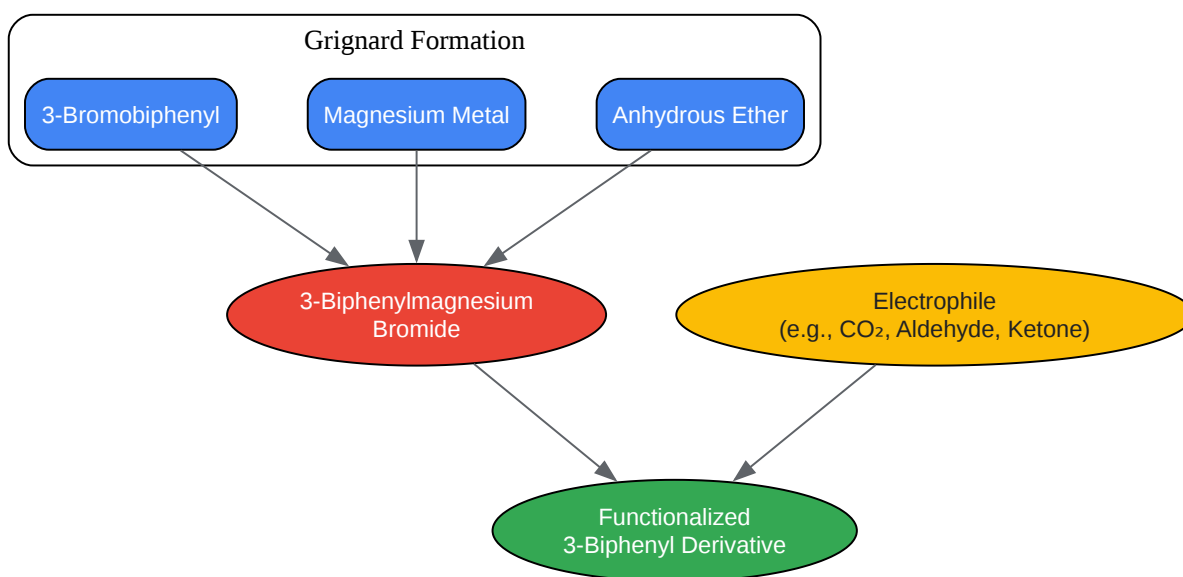 Grignard Formation
3-Bromobiphenyl
Magnesium Metal
Anhydrous Ether
3-Biphenylmagnesium
Bromide
Electrophile
(e.g., CO₂, Aldehyde, Ketone)
Functionalized
3-Biphenyl Derivative